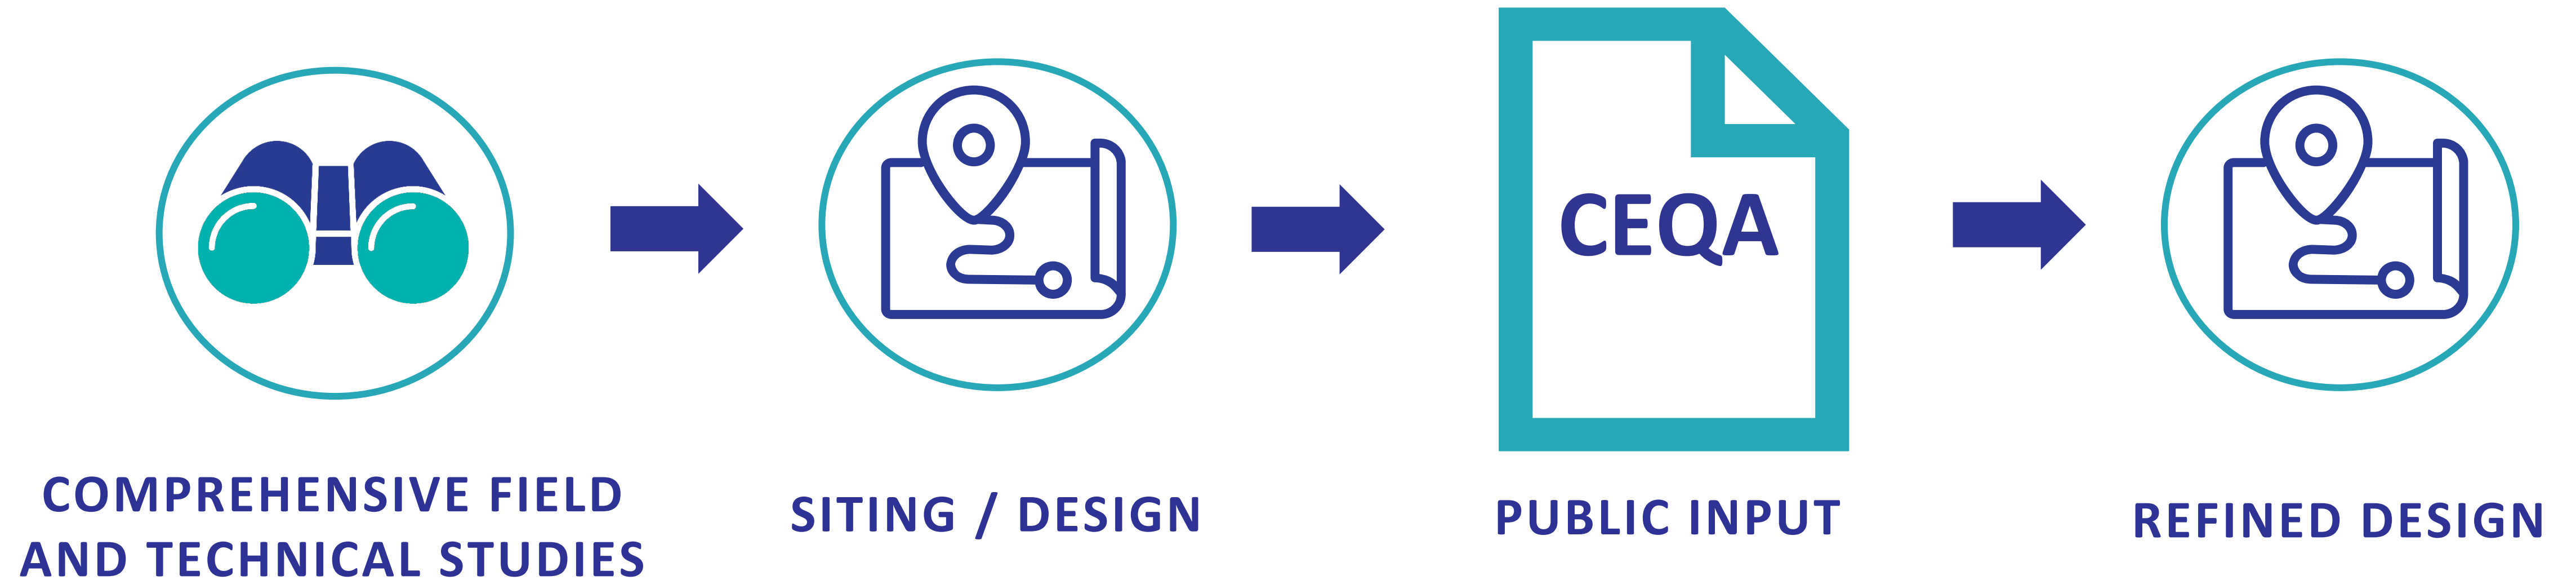 CEQA
COMPREHENSIVE FIELD
AND TECHNICAL STUDIES
SITING / DESIGN
PUBLIC INPUT
REFINED DESIGN